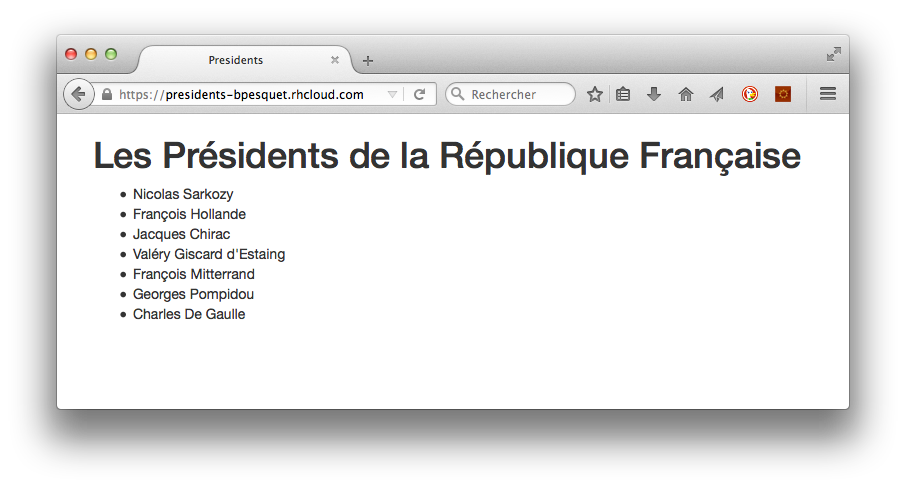 Presidents
https://presidents-bpesquet.rhcloud.com
Rechercher
Les Présidents de la République Française
Nicolas Sarkozy
François Hollande
Jacques Chirac
Valéry Giscard d'Estaing
François Mitterrand
Georges Pompidou
Charles De Gaulle